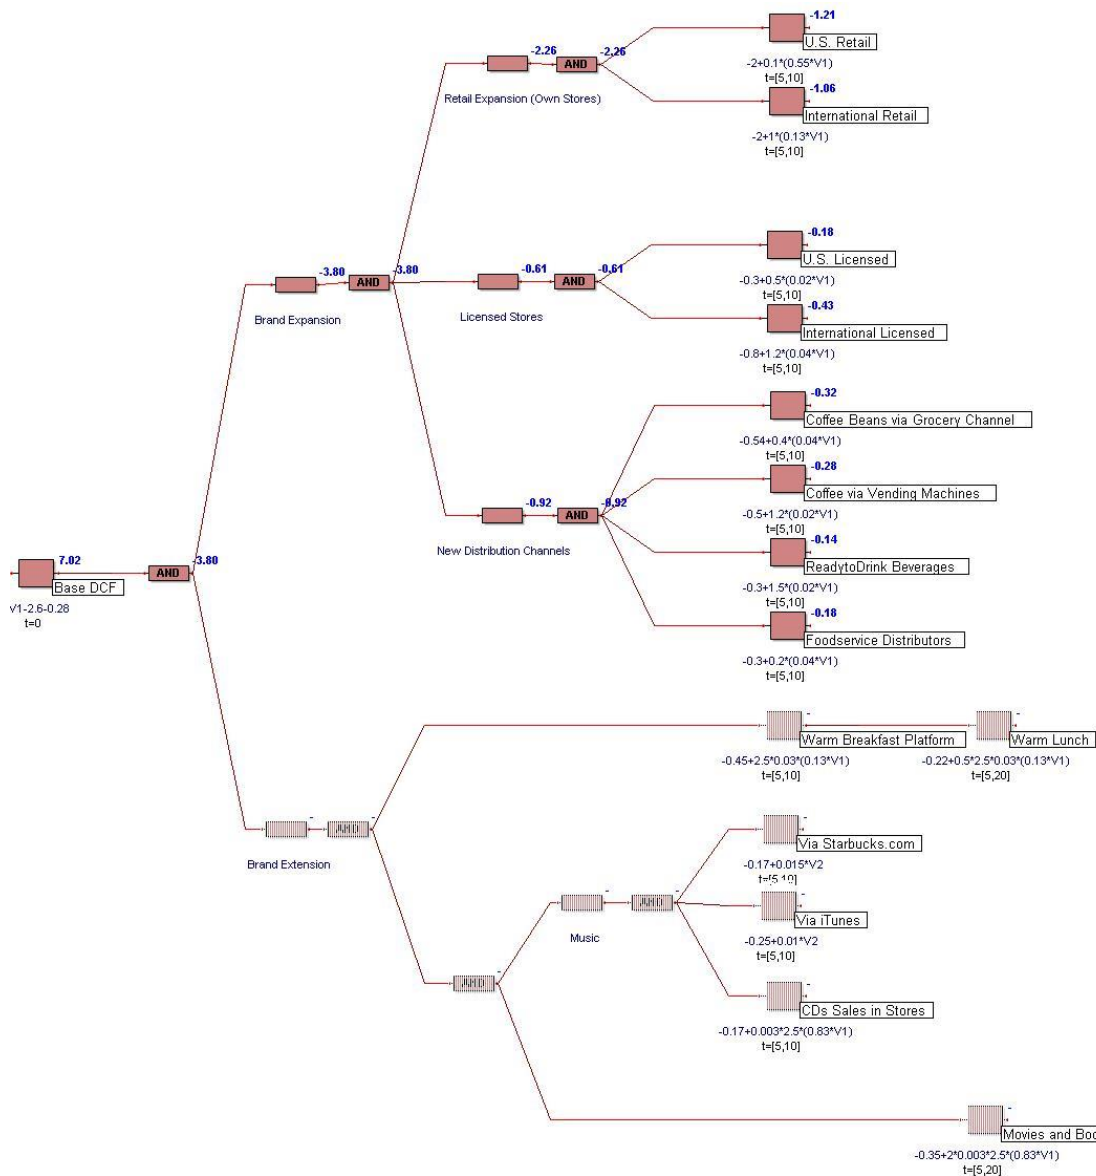 -1.21
U.S. Retail
-2+0.1*(0.55*V1)
t=[5,10]
-2.26
AND
-2.26
Retail Expansion (Own Stores)
-1.06
International Retail
-2+1*(0.13*V1)
t=[5,10]
-0.18
U.S. Licensed
-0.3+0.5*(0.02*V1)
t=[5,10]
-3.80
AND
-3.80
Brand Expansion
-0.61
AND
-0.61
Licensed Stores
-0.43
International Licensed
-0.8+1.2*(0.04*V1)
t=[5,10]
-0.32
Coffee Beans via Grocery Channel
-0.54+0.4*(0.04*V1)
t=[5,10]
-0.28
Coffee via Vending Machines
-0.5+1.2*(0.02*V1)
t=[5,10]
-0.92
AND
-0.92
New Distribution Channels
-0.14
ReadytoDrink Beverages
-0.3+1.5*(0.02*V1)
t=[5,10]
7.02
Base DCF
V1-2.6-0.28
t=0
AND
-3.80
-0.18
Foodservice Distributors
-0.3+0.2*(0.04*V1)
t=[5,10]
-
Warm Breakfast Platform
-0.45+2.5*0.03*(0.13*V1)
t=[5,10]
-
Warm Lunch
-0.22+0.5*2.5*0.03*(0.13*V1)
t=[5,20]
-
AND
-
Brand Extension
-
Via Starbucks.com
-0.17+0.015*V2
t=[5,10]
-
AND
-
Music
-
Via iTunes
-0.25+0.01*V2
t=[5,10]
AND
-
-
CDs Sales in Stores
-0.17+0.003*2.5*(0.83*V1)
t=[5,10]
-
Movies and Boo
-0.35+2*0.003*2.5*(0.83*V1)
t=[5,20]